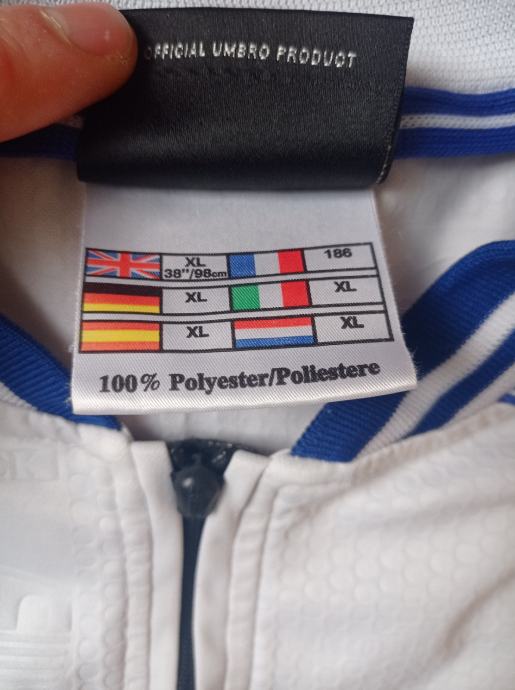 OFFICIAL UMBRO PRODUCT
XL
38"/98cm
186
XL
XL
XL
XL
100% Polyester/Poliestere